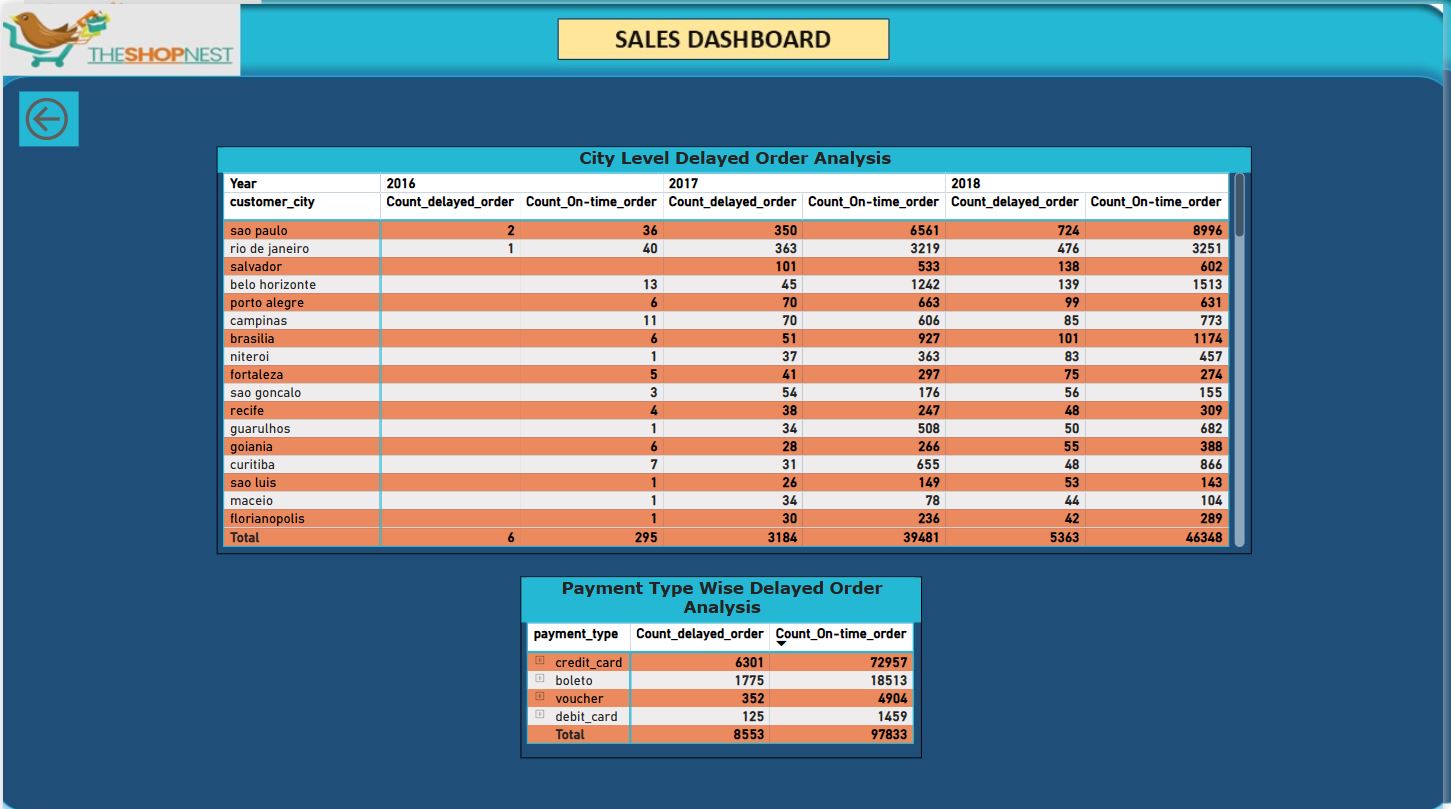 THESHOPNEST
SALES DASHBOARD
City Level Delayed Order Analysis
Year 2016 2017 2018
customer_city Count_delayed_order Count_On-time_order Count_delayed_order Count_On-time_order Count_delayed_order Count_On-time_order
sao paulo 2 36 350 6561 724 8996
rio de janeiro 1 40 363 3219 476 3251
salvador 101 533 138 602
belo horizonte 13 45 1242 139 1513
porto alegre 6 70 663 99 631
campinas 11 70 606 85 773
brasilia 6 51 927 101 1174
niteroi 1 37 363 83 457
fortaleza 5 41 297 75 274
sao goncalo 3 54 176 56 155
recife 4 38 247 48 309
guarulhos 1 34 508 50 682
goiania 6 28 266 55 388
curitiba 7 31 655 48 866
sao luis 1 26 149 53 143
maceio 1 34 78 44 104
florianopolis 1 30 236 42 289
Total 6 295 3184 39481 5363 46348
Payment Type Wise Delayed Order
Analysis
payment_type Count_delayed_order Count_On-time_order
credit_card 6301 72957
boleto 1775 18513
voucher 352 4904
debit_card 125 1459
Total 8553 97833